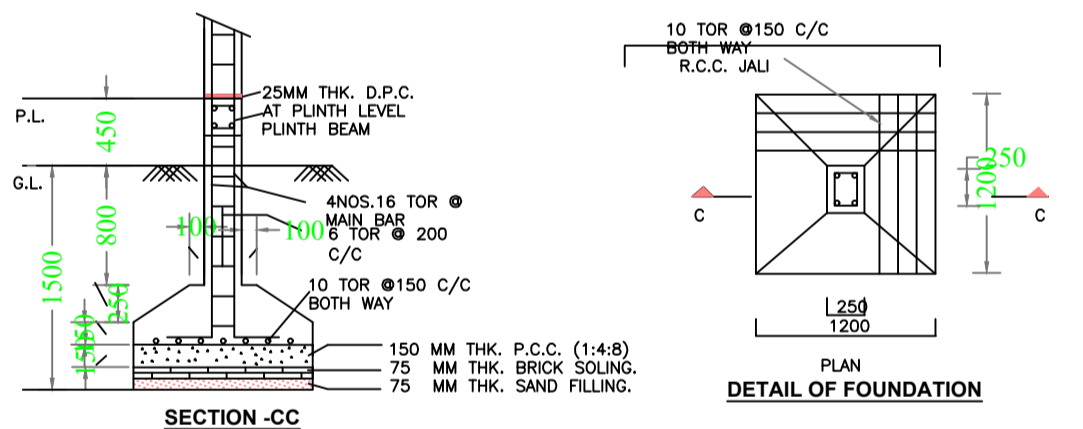 25MM THK. D.P.C.
AT PLINTH LEVEL
PLINTH BEAM
P.L.
450
G.L.
4NOS.16 TOR @
MAIN BAR
100
100
6 TOR @ 200
C/C
800
1500
10 TOR @150 C/C
BOTH WAY
250
150
150
150 MM THK. P.C.C. (1:4:8)
75 MM THK. BRICK SOLING.
75 MM THK. SAND FILLING.
SECTION -CC
10 TOR @150 C/C
BOTH WAY
R.C.C. JALI
250
1200
C
C
250
1200
PLAN
DETAIL OF FOUNDATION